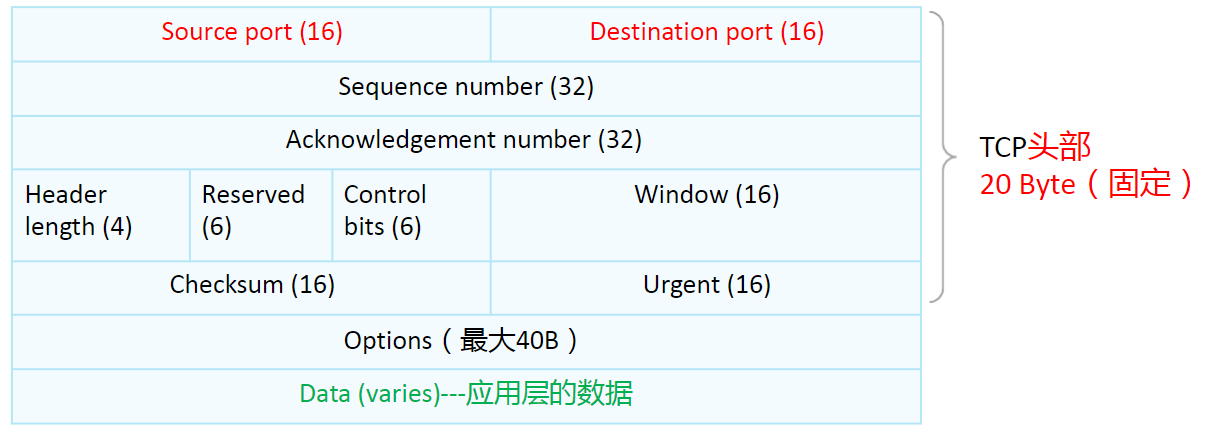 Source port (16)
Destination port (16)
Sequence number (32)
Acknowledgement number (32)
Header
length (4)
Reserved
(6)
Control
bits (6)
Window (16)
Checksum (16)
Urgent (16)
Options（最大40B）
Data (varies)---应用层的数据
TCP头部
20 Byte（固定）